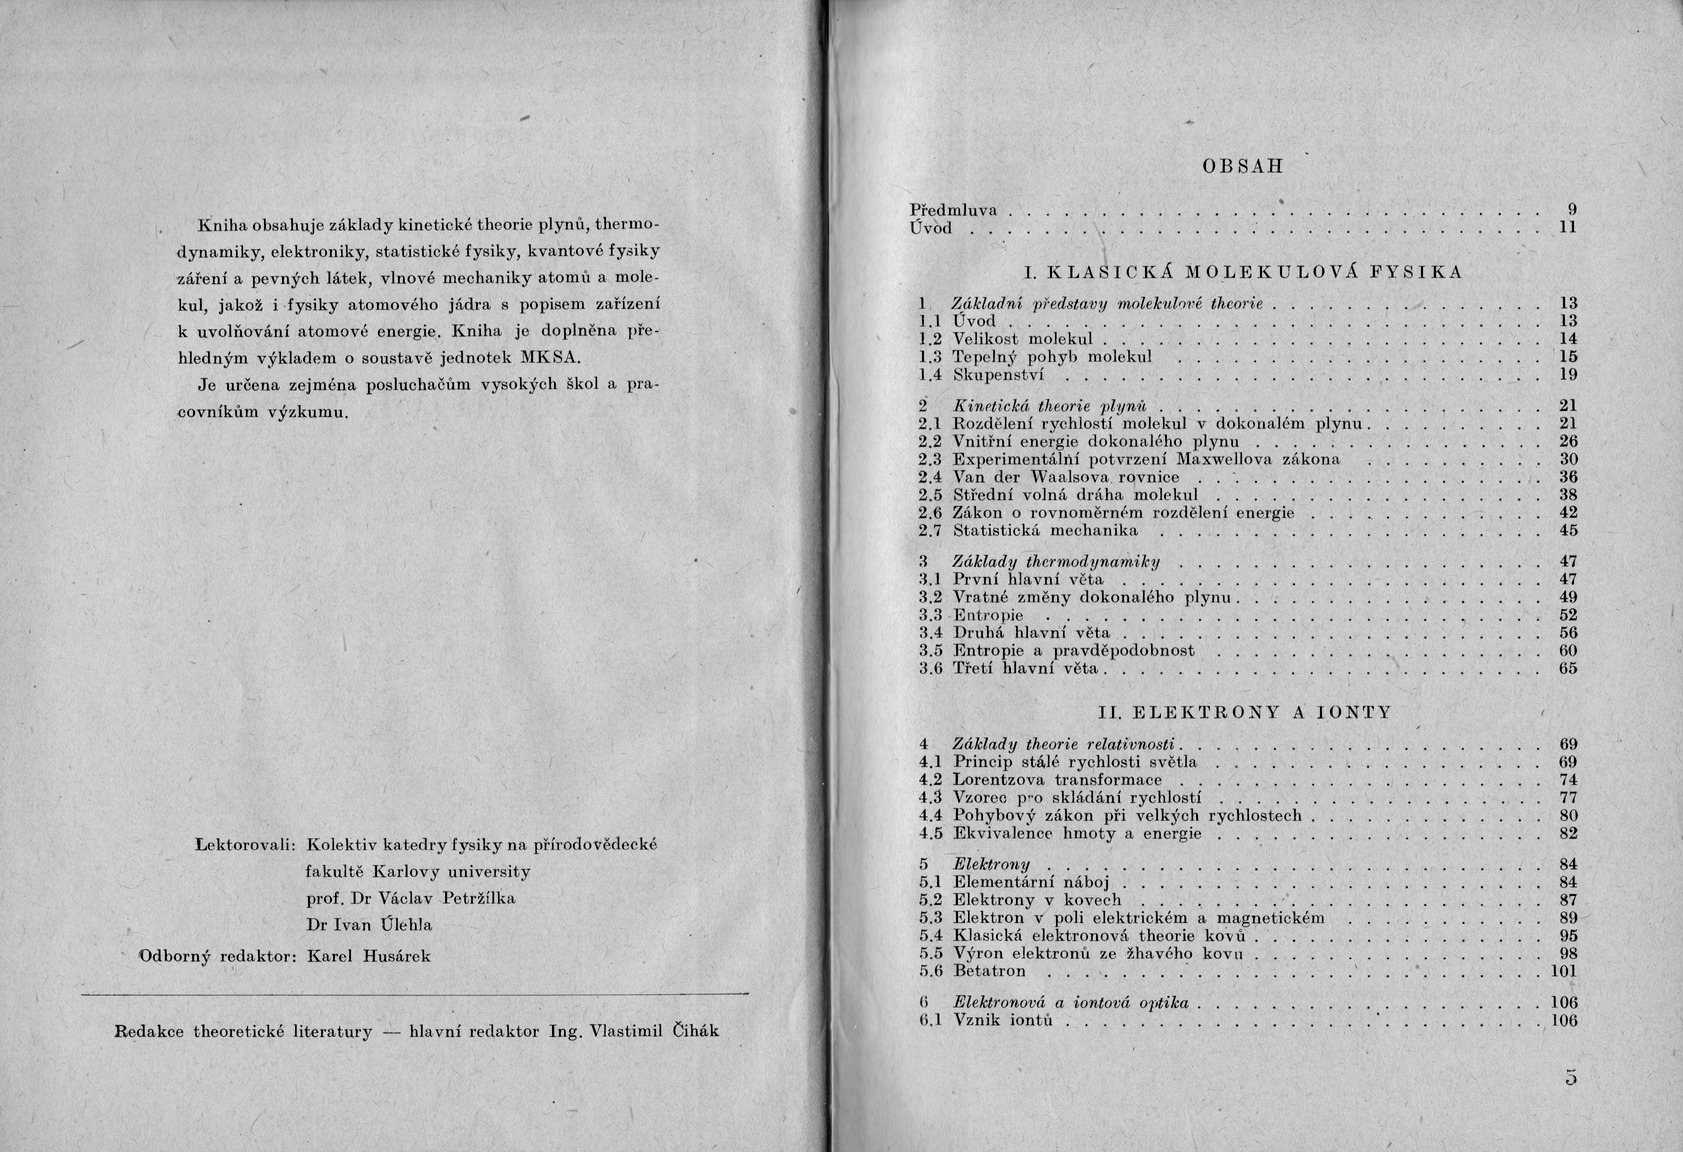 Kniha obsahuje základy kinetické theorie plynů, thermo-
dynamiky, elektroniky, statistické fysiky, kvantové fysiky
záření a pevných látek, vlnové mechaniky atomů a mole-
kul, jakož i fysiky atomového jádra s popisem zařízení
k uvolňování atomové energie. Kniha je doplněna pře-
hledným výkladem o soustavě jednotek MKSA.
Je určena zejména posluchačům vysokých škol a pra-
covníkům výzkumu.
Lektorovali: Kolektiv katedry fysiky na přírodovědecké
fakultě Karlovy university
prof. Dr Václav Petržílka
Dr Ivan Úlehla
Odborný redaktor: Karel Husárek
Redakce theoretické literatury — hlavní redaktor Ing. Vlastimil Čihák
OBSAH
Předmluva . . . . . . . . . . 9
Úvod . . . . . . . . . . 11
I. KLASICKÁ MOLEKULOVÁ FYSIKA
1 Základní představy molekulové theorie . . . . . . . . . . 13
1.1 Úvod . . . . . . . . . . 13
1.2 Velikost molekul . . . . . . . . . . 14
1.3 Tepelný pohyb molekul . . . . . . . . . . 15
1.4 Skupenství . . . . . . . . . . 19
2 Kinetická theorie plynů . . . . . . . . . . 21
2.1 Rozdělení rychlostí molekul v dokonalém plynu . . . . . . . . . . 21
2.2 Vnitřní energie dokonalého plynu . . . . . . . . . . 26
2.3 Experimentální potvrzení Maxwellova zákona . . . . . . . . . . 30
2.4 Van der Waalsova rovnice . . . . . . . . . . 36
2.5 Střední volná dráha molekul . . . . . . . . . . 38
2.6 Zákon o rovnoměrném rozdělení energie . . . . . . . . . . 42
2.7 Statistická mechanika . . . . . . . . . . 45
3 Základy thermodynamiky . . . . . . . . . . 47
3.1 První hlavní věta . . . . . . . . . . 47
3.2 Vratné změny dokonalého plynu . . . . . . . . . . 49
3.3 Entropie . . . . . . . . . . 52
3.4 Druhá hlavní věta . . . . . . . . . . 56
3.5 Entropie a pravděpodobnost . . . . . . . . . . 60
3.6 Třetí hlavní věta . . . . . . . . . . 65
II. ELEKTRONY A IONTY
4 Základy theorie relativnosti . . . . . . . . . . 69
4.1 Princip stálé rychlosti světla . . . . . . . . . . 69
4.2 Lorentzova transformace . . . . . . . . . . 74
4.3 Vzorec pro skládání rychlostí . . . . . . . . . . 77
4.4 Pohybový zákon při velkých rychlostech . . . . . . . . . . 80
4.5 Ekvivalence hmoty a energie . . . . . . . . . . 82
5 Elektrony . . . . . . . . . . 84
5.1 Elementární náboj . . . . . . . . . . 84
5.2 Elektrony v kovech . . . . . . . . . . 87
5.3 Elektron v poli elektrickém a magnetickém . . . . . . . . . . 89
5.4 Klasická elektronová theorie kovů . . . . . . . . . . 95
5.5 Výron elektronů ze žhavého kovu . . . . . . . . . . 98
5.6 Betatron . . . . . . . . . . 101
6 Elektronová a iontová optika . . . . . . . . . . 106
6.1 Vznik iontů . . . . . . . . . . 106
5